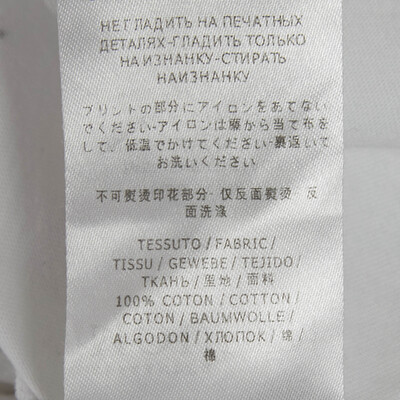 НЕ ГЛАДИТЬ НА ПЕЧАТНЫХ
ДЕТАЛЯХ-ГЛАДИТЬ ТОЛЬКО
НА ИЗНАНКУ-СТИРАТЬ
НАИЗНАНКУ
プリントの部分にアイロンをあてない
でください-アイロンは裏から当て布を
して、低温でかけてください-裏返いて
お洗いください
不可熨烫印花部分- 仅反面熨烫- 反
面洗涤
TESSUTO / FABRIC /
TISSU / GEWEBE / TEJIDO /
ТКАНЬ / 里地 / 面料
100% COTON / COTTON /
COTON / BAUMWOLLE /
ALGODON / ХЛОПОК / 綿 /
棉